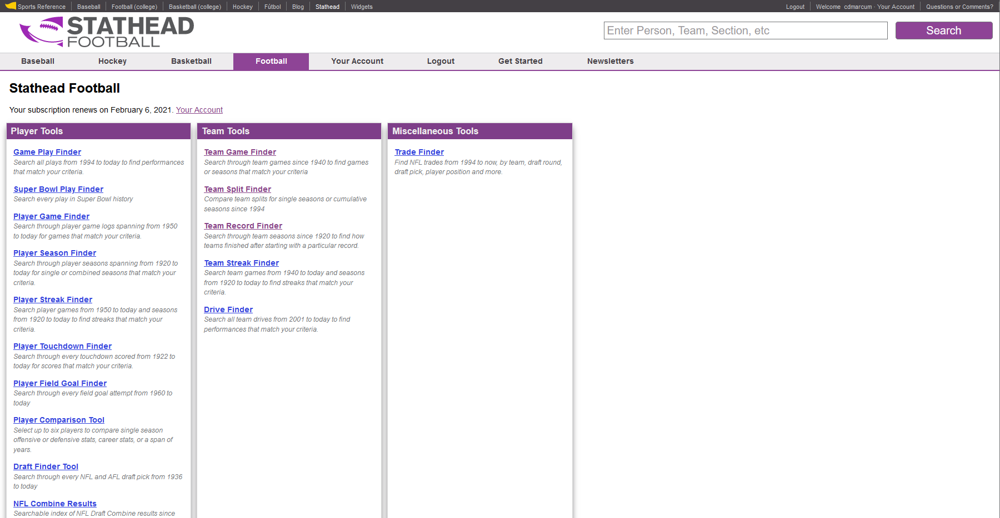 Sports Reference Baseball Football (college) Basketball (college) Hockey Fútbol Blog Stathead Widgets Logout Welcome cdmarcum · Your Account Questions or Comments?
STATHEAD
FOOTBALL
Enter Person, Team, Section, etc Search
Baseball Hockey Basketball Football Your Account Logout Get Started Newsletters
Stathead Football
Your subscription renews on February 6, 2021. Your Account
Player Tools
Game Play Finder
Search all plays from 1994 to today to find performances
that match your criteria.
Super Bowl Play Finder
Search every play in Super Bowl history
Player Game Finder
Search through player game logs spanning from 1950
to today for games that match your criteria.
Player Season Finder
Search through player seasons spanning from 1920 to
today for single or combined seasons that match your
criteria.
Player Streak Finder
Search player games from 1950 to today and seasons
from 1920 to today to find streaks that match your
criteria.
Player Touchdown Finder
Search through every touchdown scored from 1922 to
today for scores that match your criteria.
Player Field Goal Finder
Search through every field goal attempt from 1960 to
today
Player Comparison Tool
Select up to six players to compare single season
offensive or defensive stats, career stats, or a span of
years.
Draft Finder Tool
Search through every NFL and AFL draft pick from 1936
to today
NFL Combine Results
Searchable index of NFL Draft Combine results since
Team Tools
Team Game Finder
Search through team games since 1940 to find games
or seasons that match your criteria
Team Split Finder
Compare team splits for single seasons or cumulative
seasons since 1994
Team Record Finder
Search through team seasons since 1920 to find how
teams finished after starting with a particular record.
Team Streak Finder
Search team games from 1940 to today and seasons
from 1920 to today to find streaks that match your
criteria.
Drive Finder
Search all team drives from 2001 to today to find
performances that match your criteria.
Miscellaneous Tools
Trade Finder
Find NFL trades from 1994 to now, by team, draft round,
draft pick, player position and more.